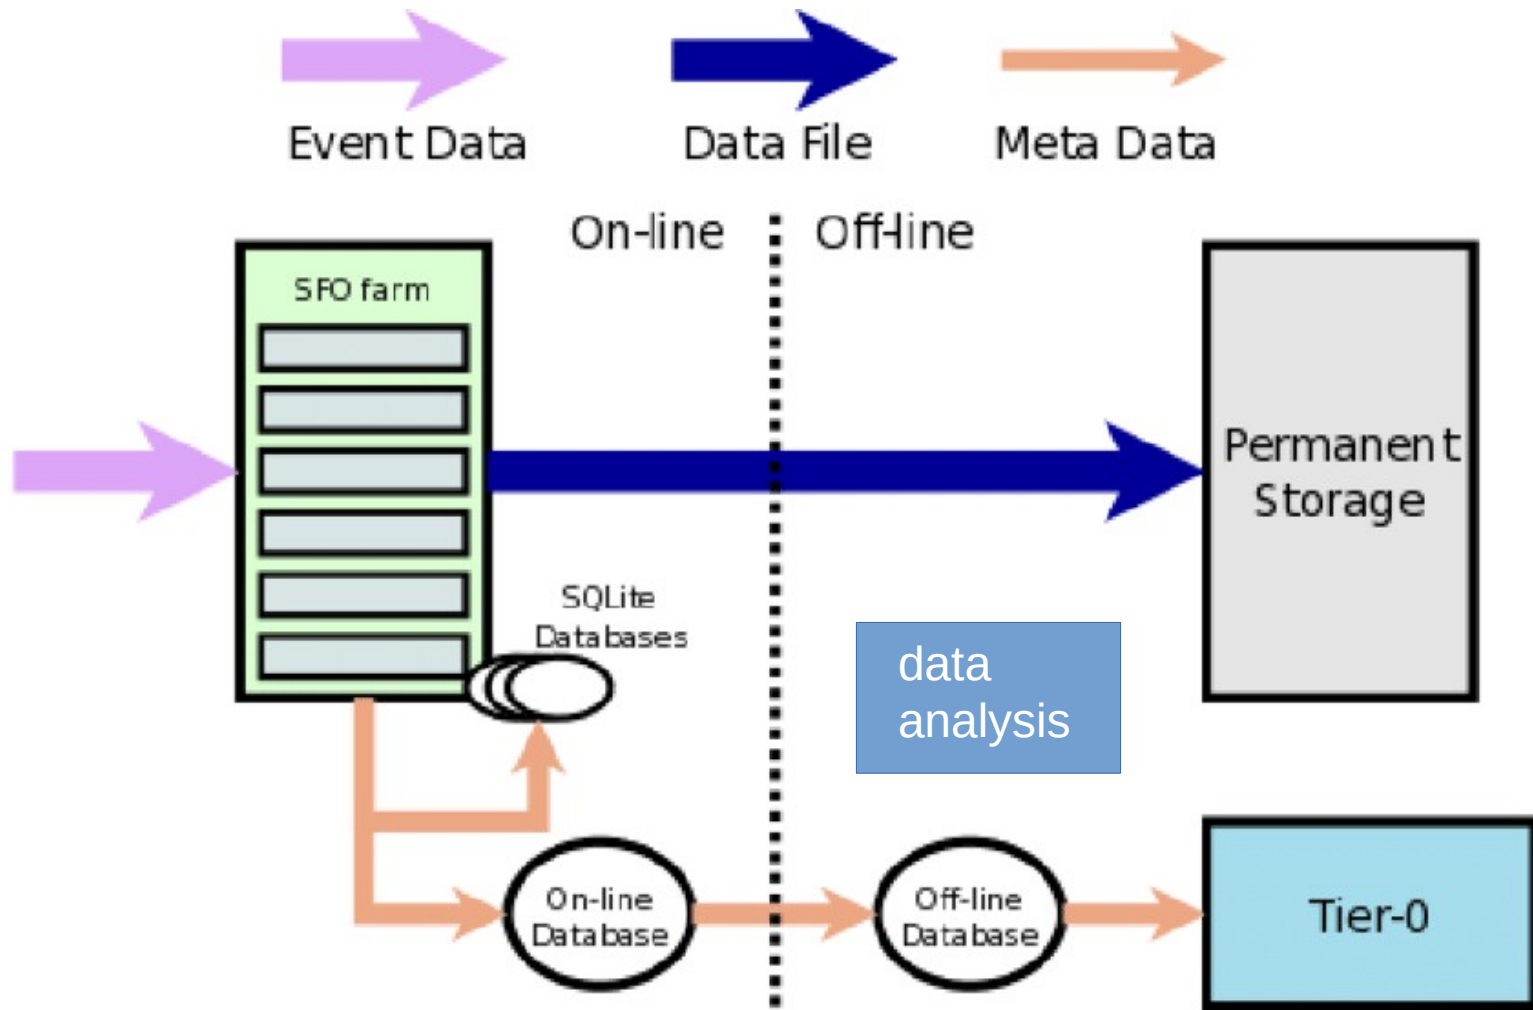 Event Data
Data File
Meta Data
On-line
Off-line
SFO farm
Permanent
Storage
SQLite
Databases
data
analysis
On-line
Database
Off-line
Database
Tier-0